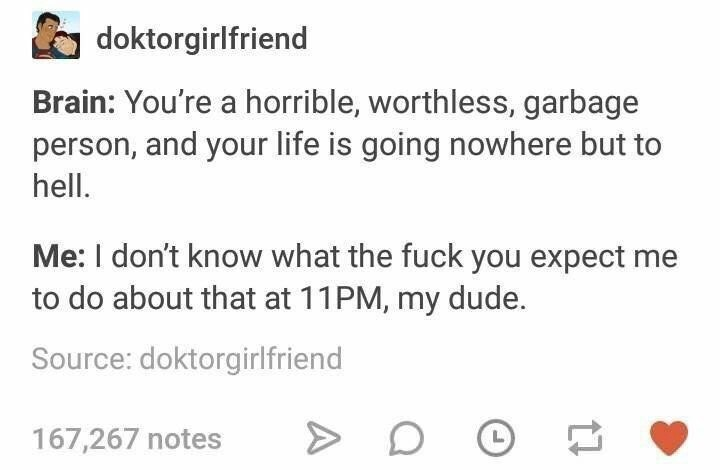 doktorgirlfriend
Brain: You're a horrible, worthless, garbage
person, and your life is going nowhere but to
hell.
Me: I don't know what the fuck you expect me
to do about that at 11PM, my dude.
Source: doktorgirlfriend
167,267 notes